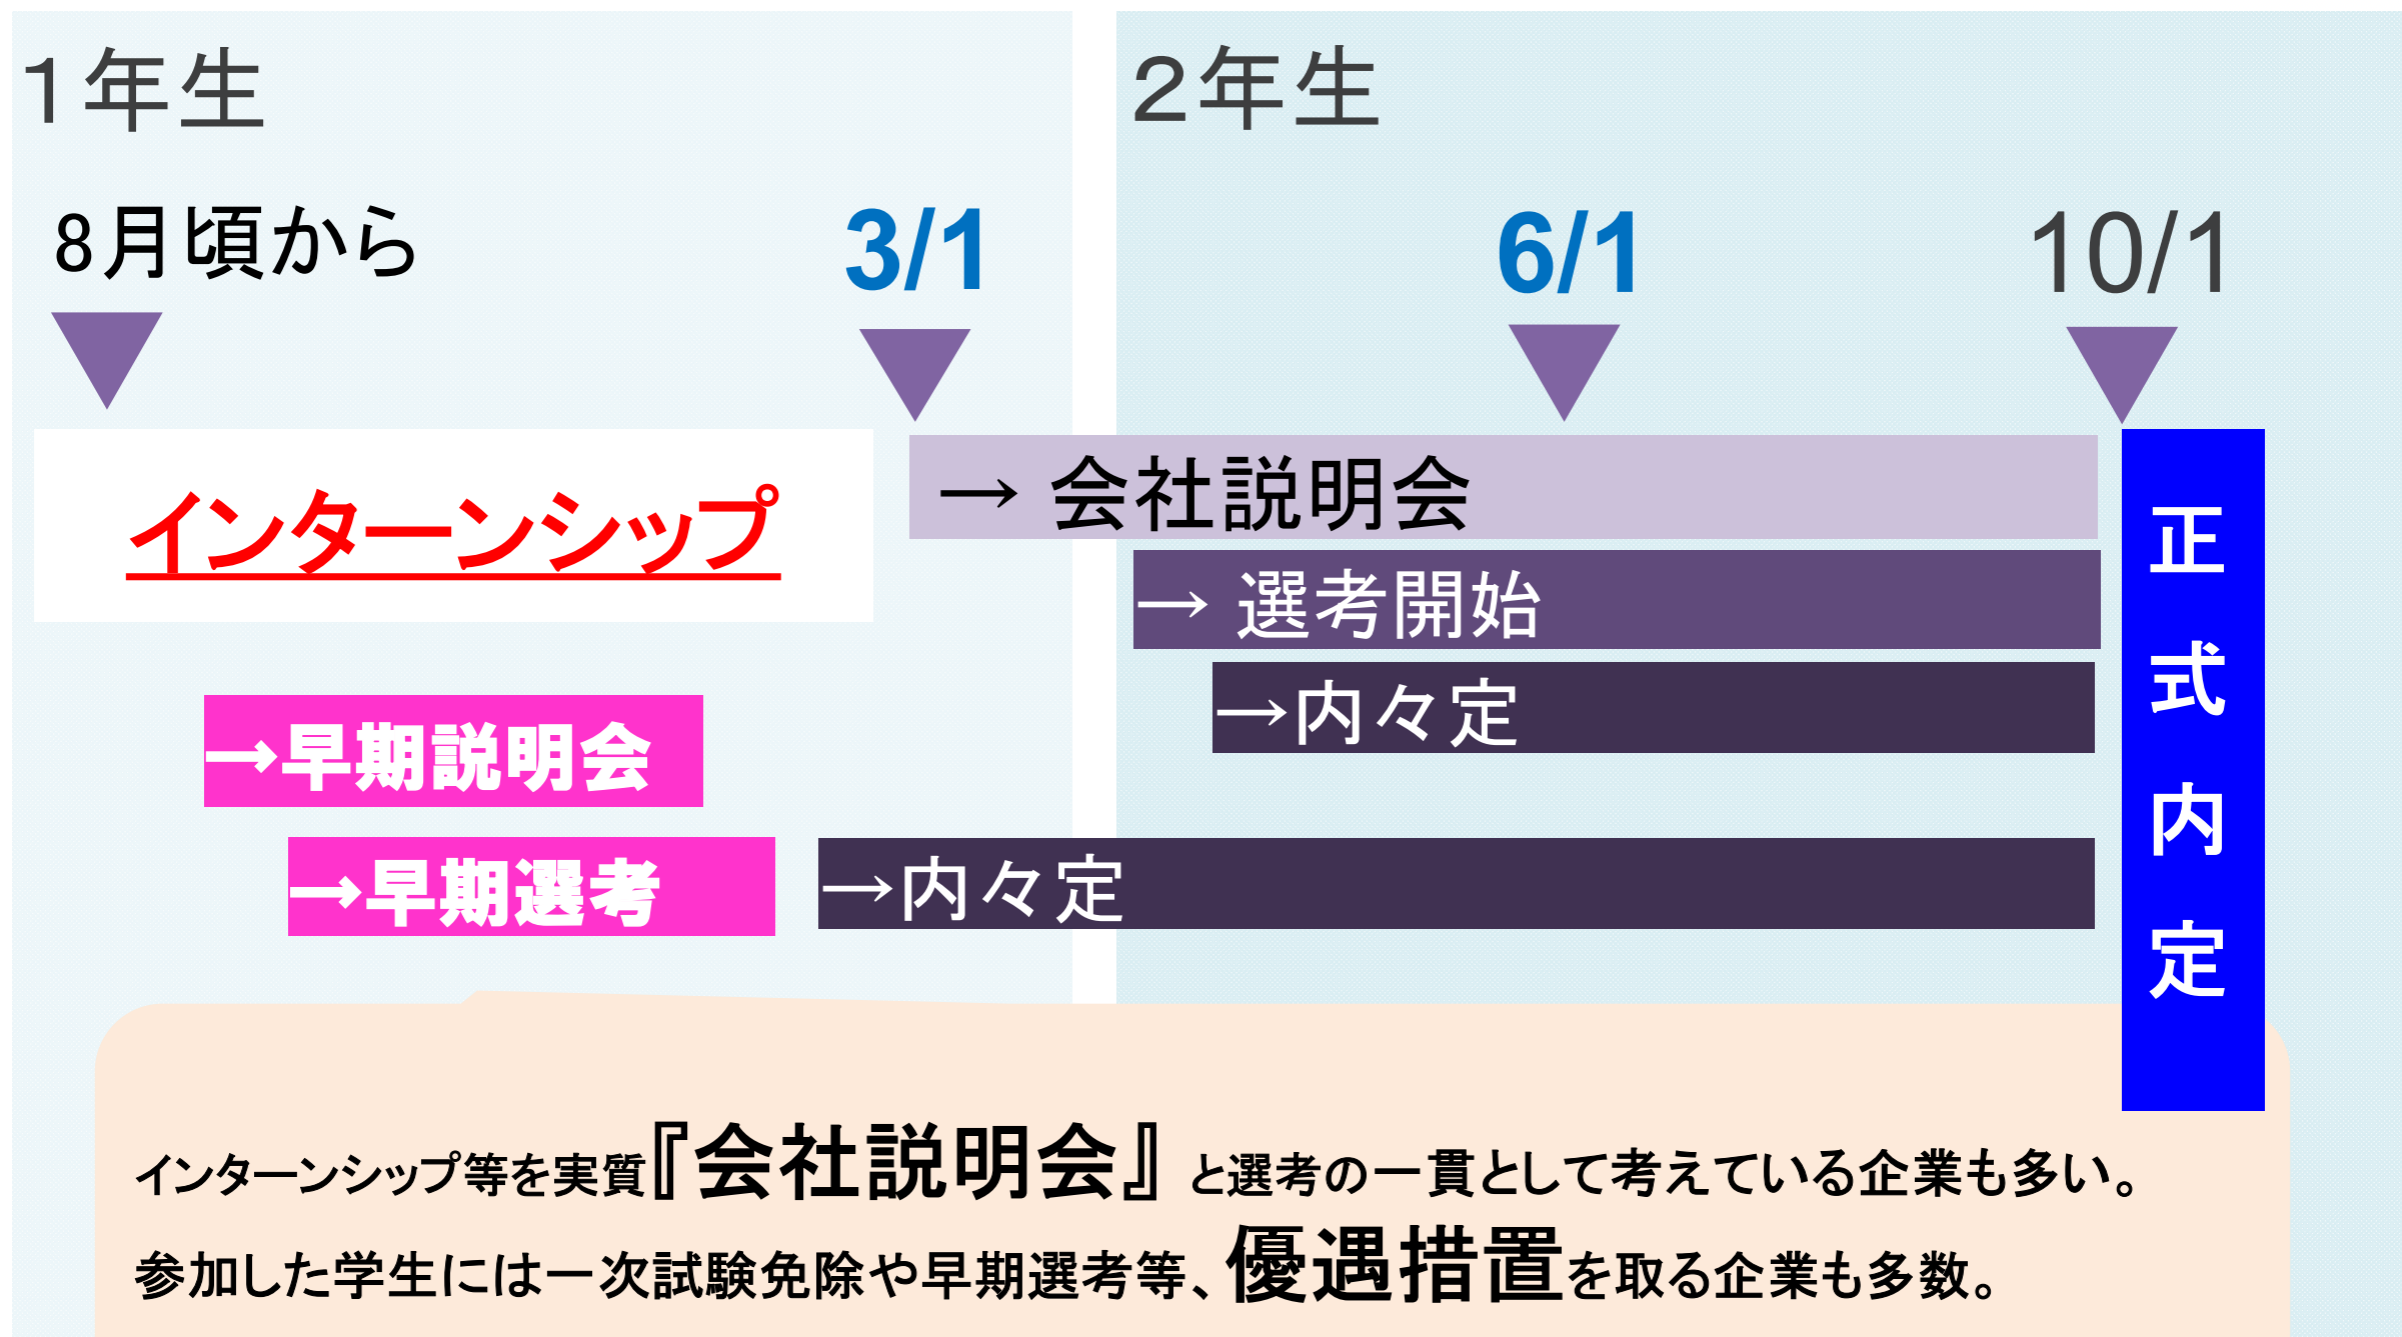 1年生
2年生
8月頃から
3/1
6/1
10/1
インターンシップ
→ 会社説明会
→ 選考開始
→内々定
→早期説明会
→早期選考
→内々定
正式内定
インターンシップ等を実質『会社説明会』と選考の一貫として考えている企業も多い。
参加した学生には一次試験免除や早期選考等、優遇措置を取る企業も多数。